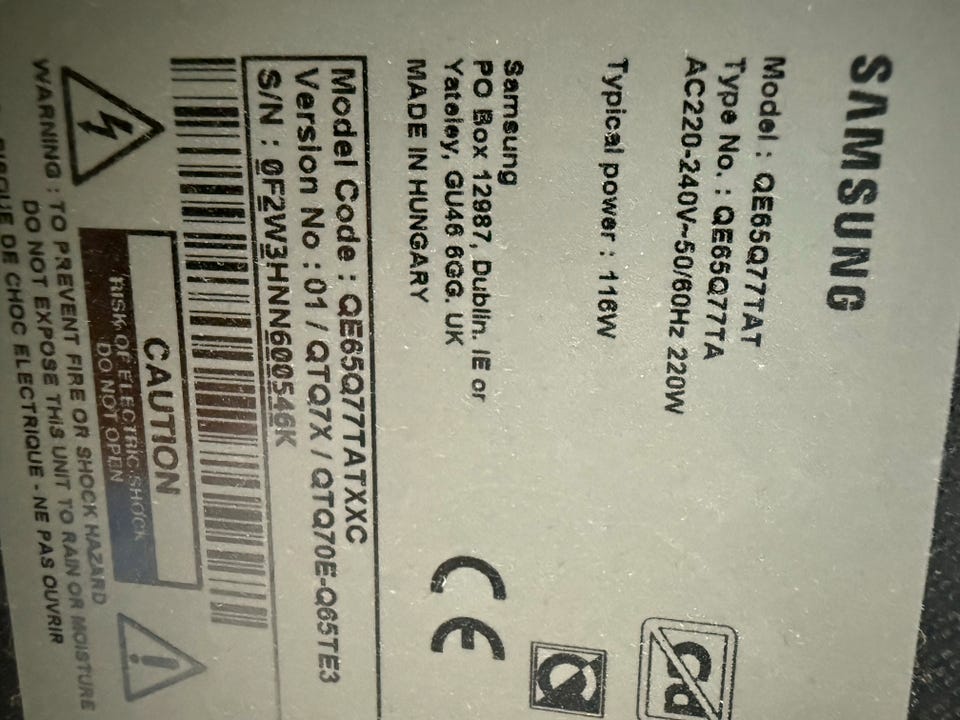 SAMSUNG
Model : QE65Q77TAT
Type No. : QE65Q77TA
AC220-240V~50/60Hz 220W
Typical power : 116W
Samsung
PO Box 12987, Dublin. IE or
Yateley, GU46 6GG. UK
MADE IN HUNGARY
Model Code : QE65Q77TATXXC
Version No : 01 / QTQ7X / QTQ70E-Q65TE3
S/N : 0F2W3HNN600546K
CAUTION
RISK OF ELECTRIC SHOCK
DO NOT OPEN
WARNING : TO PREVENT FIRE OR SHOCK HAZARD
DO NOT EXPOSE THIS UNIT TO RAIN OR MOISTURE
RISQUE DE CHOC ELECTRIQUE - NE PAS OUVRIR
CE
Cd